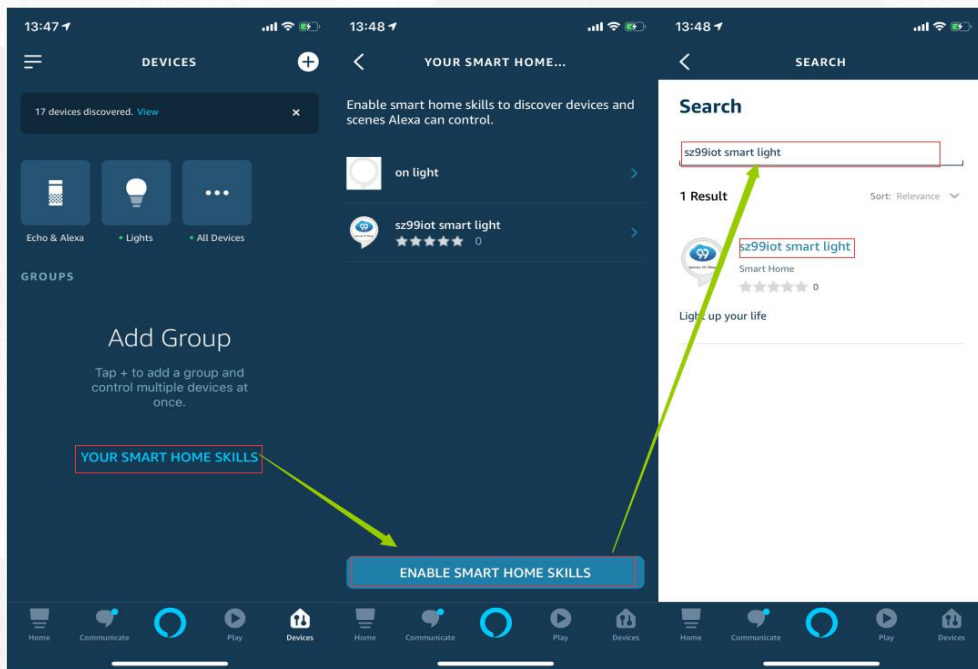 13:47
DEVICES
17 devices discovered. View
Echo & Alexa
Lights
All Devices
GROUPS
Add Group
Tap + to add a group and
control multiple devices at
once.
YOUR SMART HOME SKILLS
Home
Communicate
Play
Devices
13:48
YOUR SMART HOME...
Enable smart home skills to discover devices and
scenes Alexa can control.
on light
99
sz99iot smart light
0
ENABLE SMART HOME SKILLS
Home
Communicate
Play
Devices
13:48
SEARCH
Search
sz99iot smart light
1 Result
Sort: Relevance
99
sz99iot smart light
Smart Home
0
Light up your life
Home
Communicate
Play
Devices